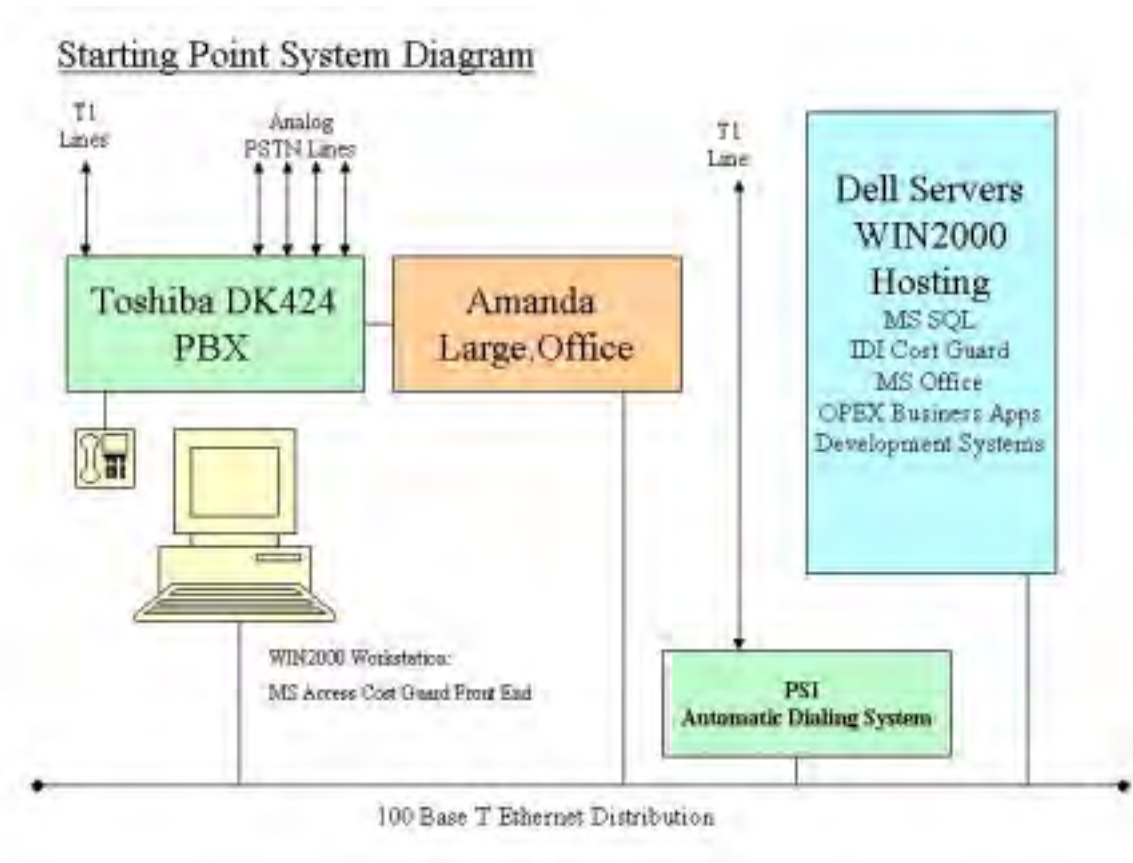 Starting Point System Diagram
T1
Lines
Analog
PSTN Lines
T1
Line
Toshiba DK424
PBX
Amanda
Large.Office
Dell Servers
WIN2000
Hosting
MS SQL
IDI Cost Guard
MS Office
OPEX Business Apps
Development Systems
WIN2000 Workstation:
MS Access Cost Guard Front End
PSI
Automatic Dialing System
100 Base T Ethernet Distribution